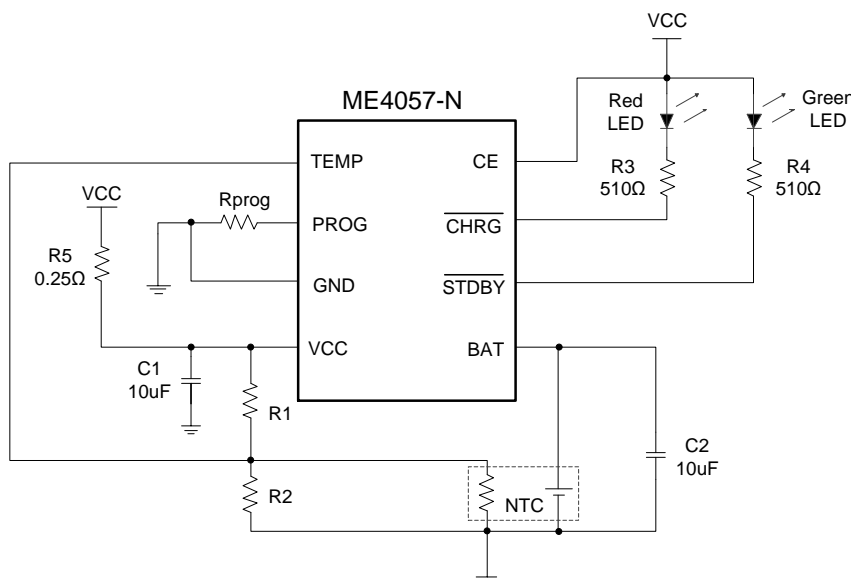 VCC
ME4057-N
Red
LED
Green
LED
TEMP
CE
R3
510Ω
R4
510Ω
VCC
Rprog
PROG
CHRG
R5
0.25Ω
GND
STDBY
VCC
BAT
C1
10uF
R1
C2
10uF
R2
NTC